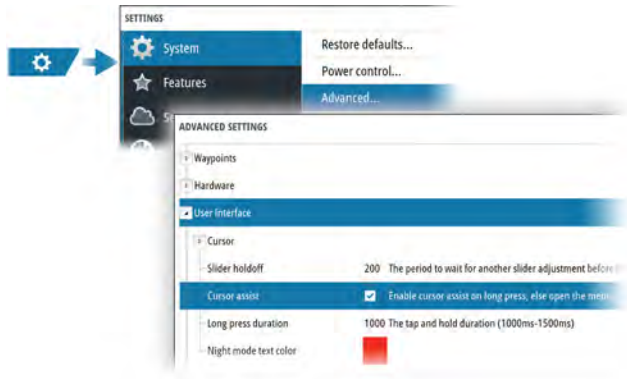 SETTINGS
System
Restore defaults...
Power control...
Features
Advanced...
ADVANCED SETTINGS
Waypoints
Hardware
User Interface
Cursor
Slider holdoff 200 The period to wait for another slider adjustment before
Cursor assist Enable cursor assist on long press, else open the menu
Long press duration 1000 The tap and hold duration (1000ms-1500ms)
Night mode text color